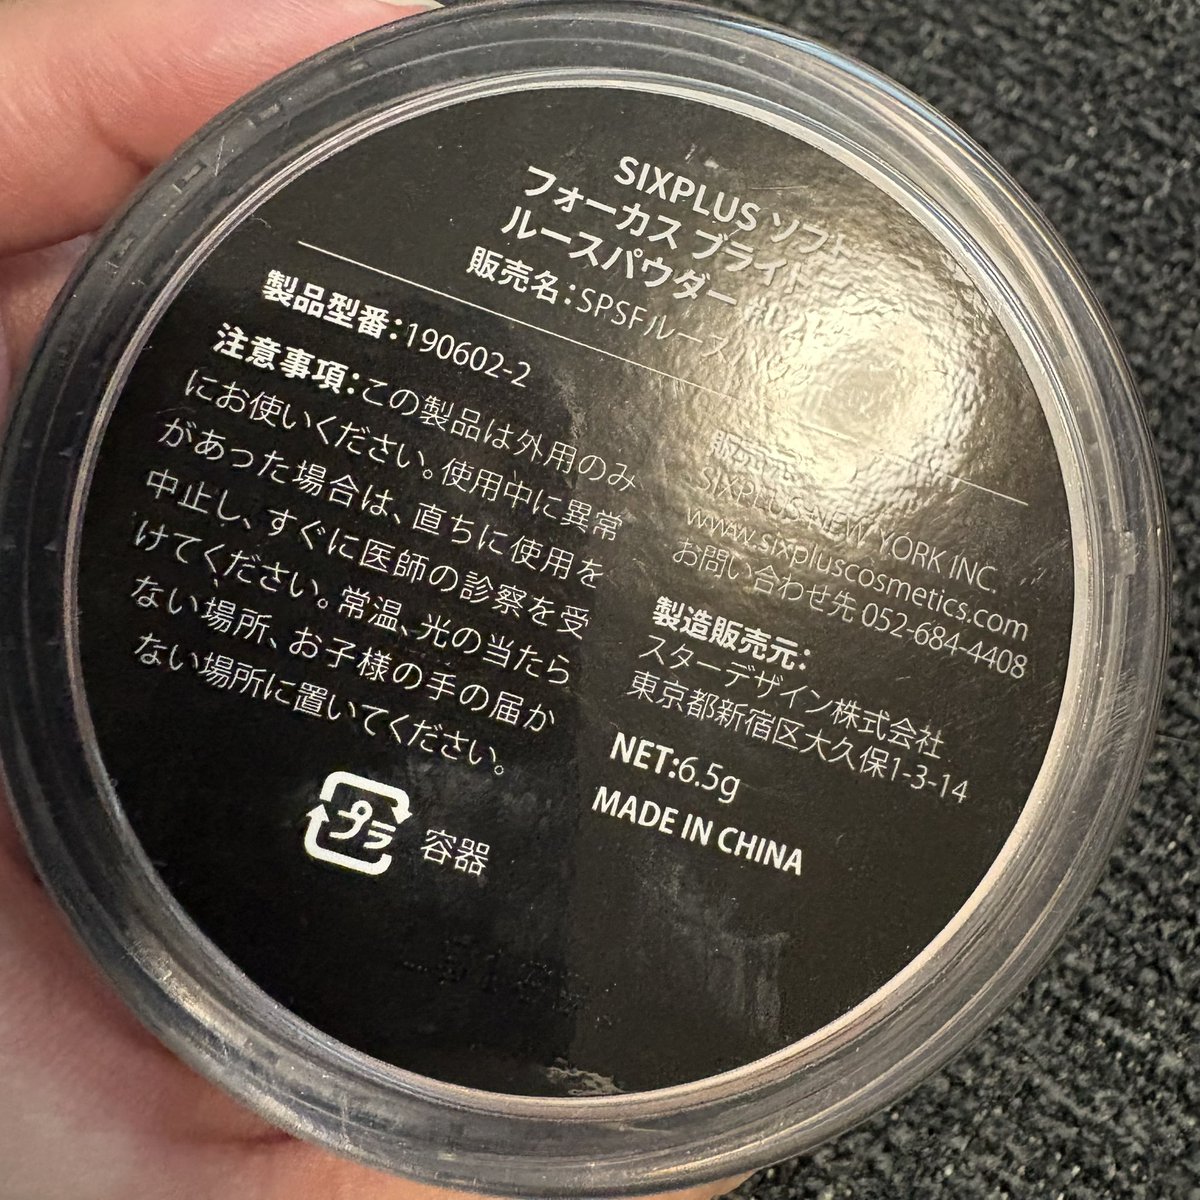 SIXPLUS ソフト
フォーカス ブライト
ルースパウダー
販売名：SPSFルース
製品型番：190602-2
注意事項：この製品は外用のみ
にお使いください。使用中に異常
があった場合は、直ちに使用を
中止し、すぐに医師の診察を受
けてください。常温、光の当たら
ない場所、お子様の手の届か
ない場所に置いてください。
プラ 容器
販売元：
SIXPLUS NEW YORK INC.
www.sixpluscosmetics.com
お問い合わせ先 052-684-4408
製造販売元：
スターデザイン株式会社
東京都新宿区大久保1-3-14
NET:6.5g
MADE IN CHINA